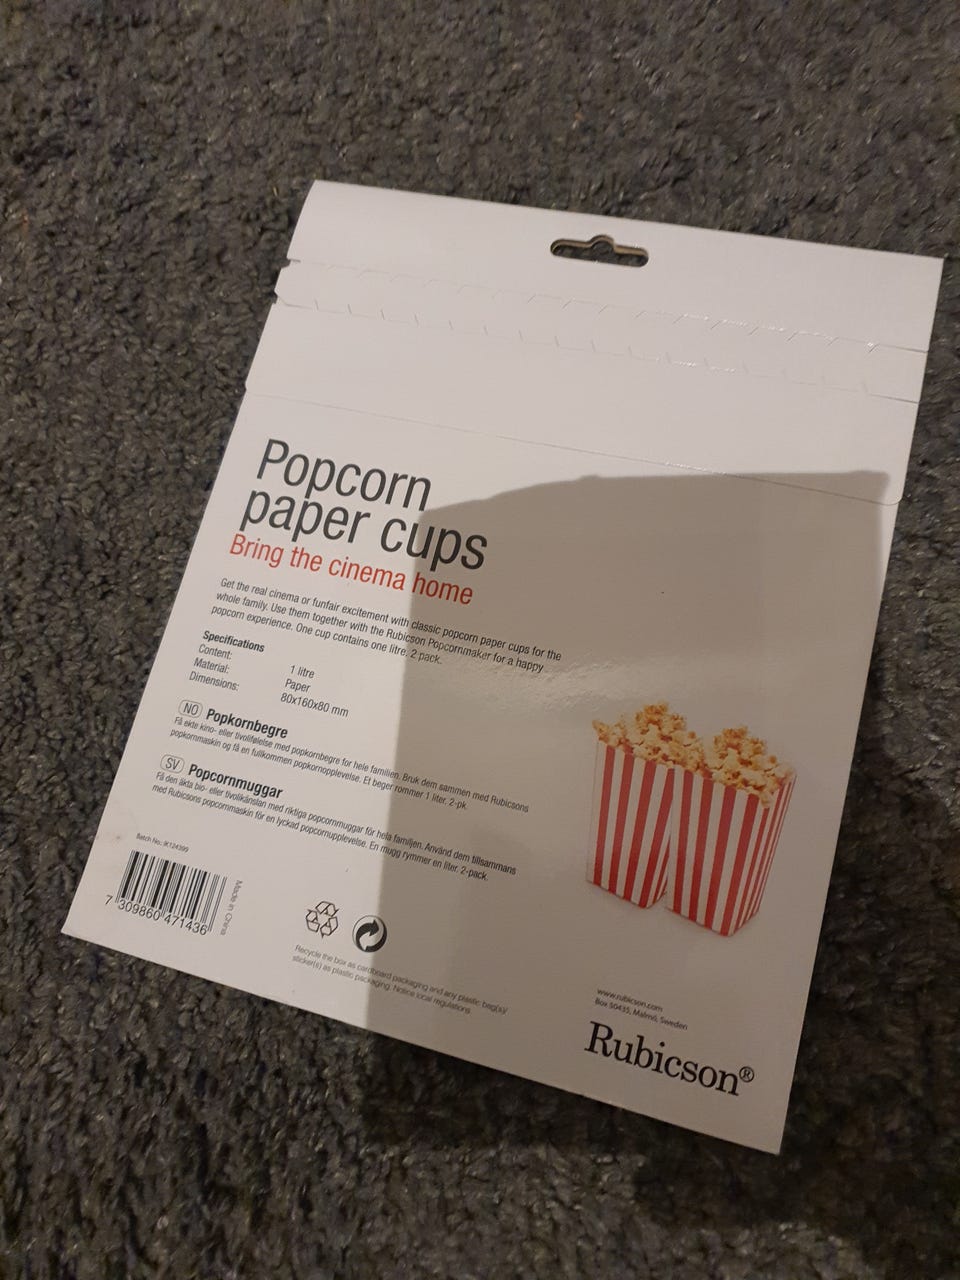 Popcorn
paper cups
Bring the cinema home
Get the real cinema or funfair excitement with classic popcorn paper cups for the
whole family. Use them together with the Rubicson Popcornmaker for a happy
popcorn experience. One cup contains one litre. 2 pack.
Specifications
Content: 1 litre
Material: Paper
Dimensions: 80x160x80 mm
NO Popkornbegre
Få ekte kino- eller tivolifølelse med popkornbegre for hele familien. Bruk dem sammen med Rubicsons
popkornmaskin og få en fullkommen popkornopplevelse. Et beger rommer 1 liter. 2-pk.
SV Popcornmuggar
Få den äkta bio- eller tivolikänslan med riktiga popcornmuggar för hela familjen. Använd dem tillsammans
med Rubicsons popcornmaskin för en lyckad popcornupplevelse. En mugg rymmer en liter. 2-pack.
Batch No.: IK124399
7 309860 471436
Made in China
Recycle the box as cardboard packaging and any plastic bag(s)/
sticker(s) as plastic packaging. Notice local regulations.
www.rubicson.com
Box 50435, Malmö, Sweden
Rubicson®